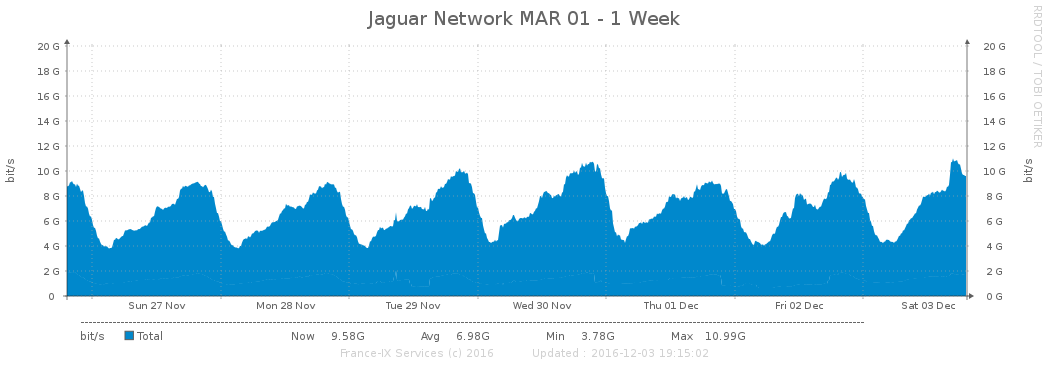 Jaguar Network MAR 01 - 1 Week
RRDTOOL / TOBI OETIKER
bit/s
20 G 20 G
18 G 18 G
16 G 16 G
14 G 14 G
12 G 12 G
10 G 10 G
8 G 8 G
6 G 6 G
4 G 4 G
2 G 2 G
0 0 G
bit/s
Sun 27 Nov Mon 28 Nov Tue 29 Nov Wed 30 Nov Thu 01 Dec Fri 02 Dec Sat 03 Dec
bit/s Total Now 9.58G Avg 6.98G Min 3.78G Max 10.99G
France-IX Services (c) 2016 Updated : 2016-12-03 19:15:02